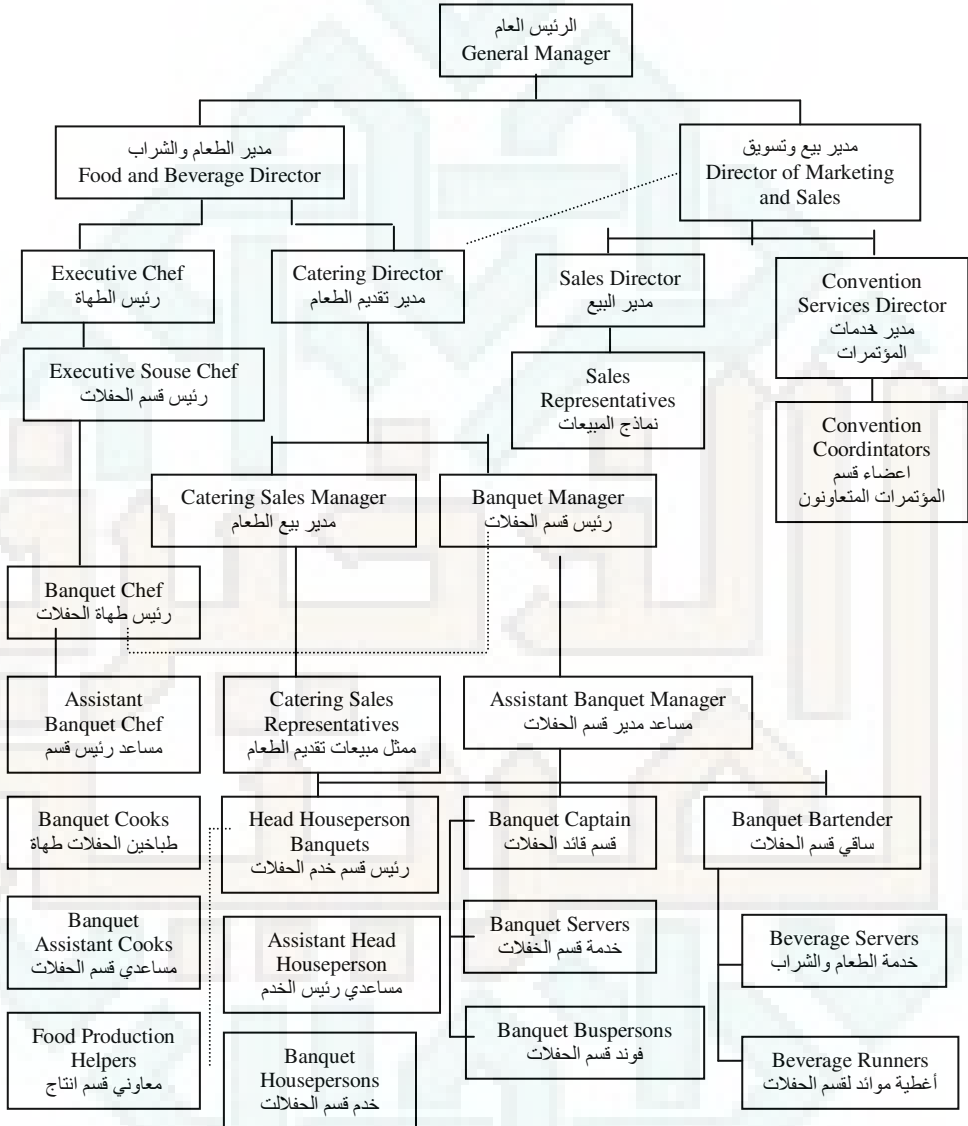 الرئيس العام
General Manager
مدير الطعام والشراب
Food and Beverage Director
مدير بيع وتسويق
Director of Marketing
and Sales
Executive Chef
رئيس الطهاة
Catering Director
مدير تقديم الطعام
Sales Director
مدير البيع
Convention
Services Director
مدير خدمات
المؤتمرات
Executive Souse Chef
رئيس قسم الحفلات
Sales
Representatives
نماذج المبيعات
Convention
Coordintators
اعضاء قسم
المؤتمرات المتعاونون
Catering Sales Manager
مدير بيع الطعام
Banquet Manager
رئيس قسم الحفلات
Banquet Chef
رئيس طهاة الحفلات
Assistant
Banquet Chef
مساعد رئيس قسم
Catering Sales
Representatives
ممثل مبيعات تقديم الطعام
Assistant Banquet Manager
مساعد مدير قسم الحفلات
Banquet Cooks
طباخين الحفلات طهاة
Head Houseperson
Banquets
رئيس قسم خدم الحفلات
Banquet Captain
قسم قائد الحفلات
Banquet Bartender
ساقي قسم الحفلات
Banquet
Assistant Cooks
مساعدي قسم الحفلات
Assistant Head
Houseperson
مساعدي رئيس الخدم
Banquet Servers
خدمة قسم الخفلات
Beverage Servers
خدمة الطعام والشراب
Food Production
Helpers
معاوني قسم انتاج
Banquet
Housepersons
خدم قسم الحفلالت
Banquet Buspersons
فوند قسم الحفلات
Beverage Runners
أغطية موائد لقسم الحفلات